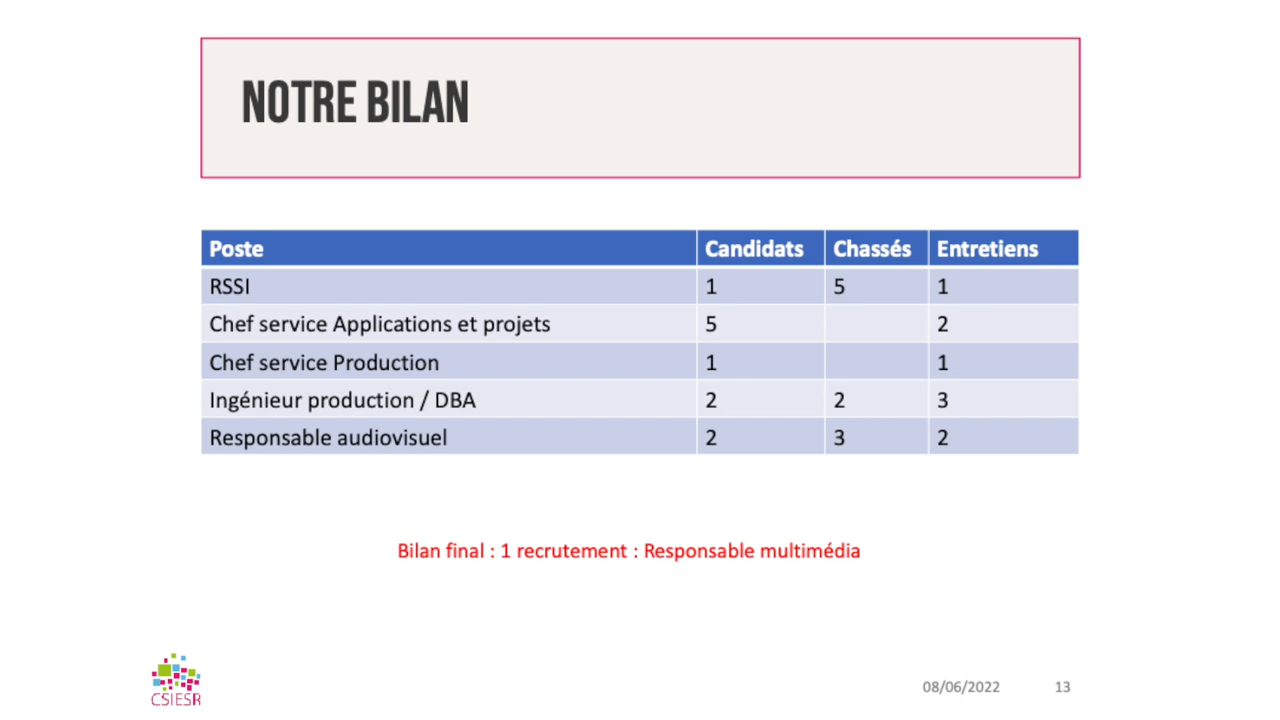 NOTRE BILAN
Poste Candidats Chassés Entretiens
RSSI 1 5 1
Chef service Applications et projets 5 2
Chef service Production 1 1
Ingénieur production / DBA 2 2 3
Responsable audiovisuel 2 3 2
Bilan final : 1 recrutement : Responsable multimédia
CSIESR
08/06/2022 13